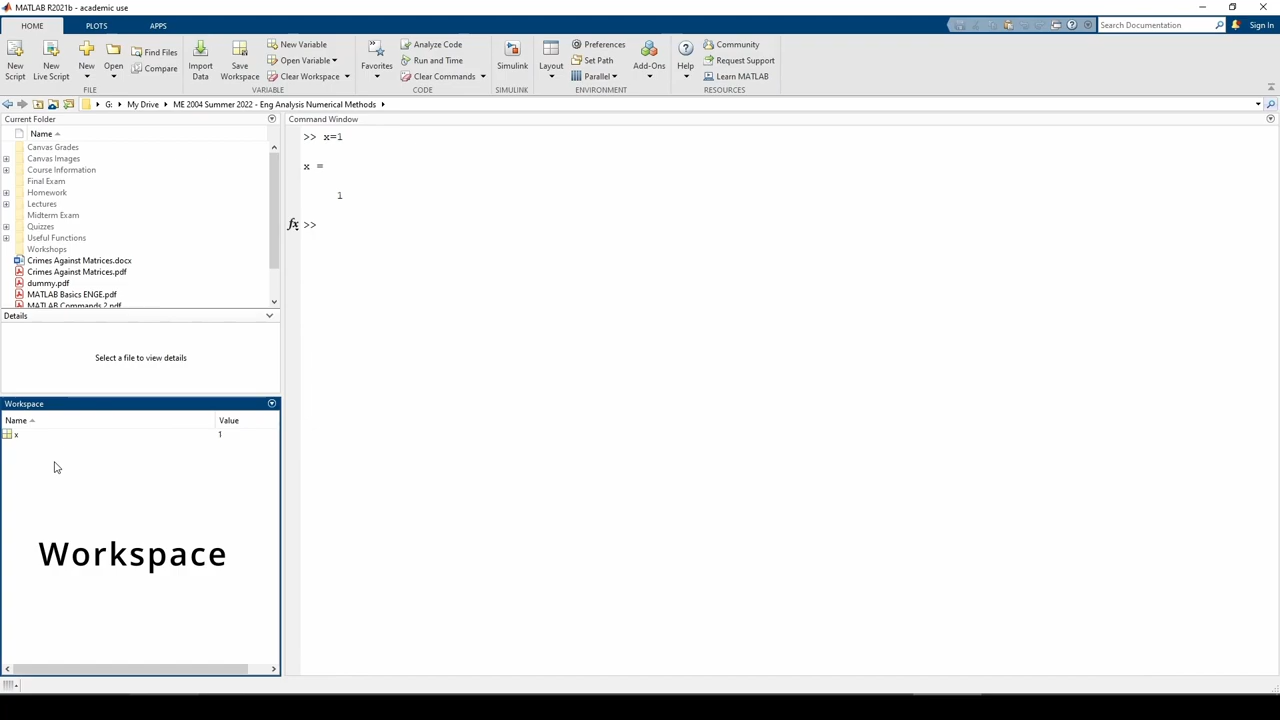 MATLAB R2021b - academic use
HOME PLOTS APPS
Search Documentation Sign In
New Script
New Live Script
New
Open
Find Files
Compare
FILE
Import Data
Save Workspace
New Variable
Open Variable
Clear Workspace
VARIABLE
Favorites
Analyze Code
Run and Time
Clear Commands
CODE
Simulink
SIMULINK
Layout
Preferences
Set Path
Parallel
Add-Ons
ENVIRONMENT
Help
Community
Request Support
Learn MATLAB
RESOURCES
G: My Drive ME 2004 Summer 2022 - Eng Analysis Numerical Methods
Current Folder
Name
Canvas Grades
Canvas Images
Course Information
Final Exam
Homework
Lectures
Midterm Exam
Quizzes
Useful Functions
Workshops
Crimes Against Matrices.docx
Crimes Against Matrices.pdf
dummy.pdf
MATLAB Basics ENGE.pdf
MATLAB Commands 2.pdf
Details
Select a file to view details
Workspace
Name Value
x 1
Workspace
Command Window
>> x=1
x =
1
fx >>